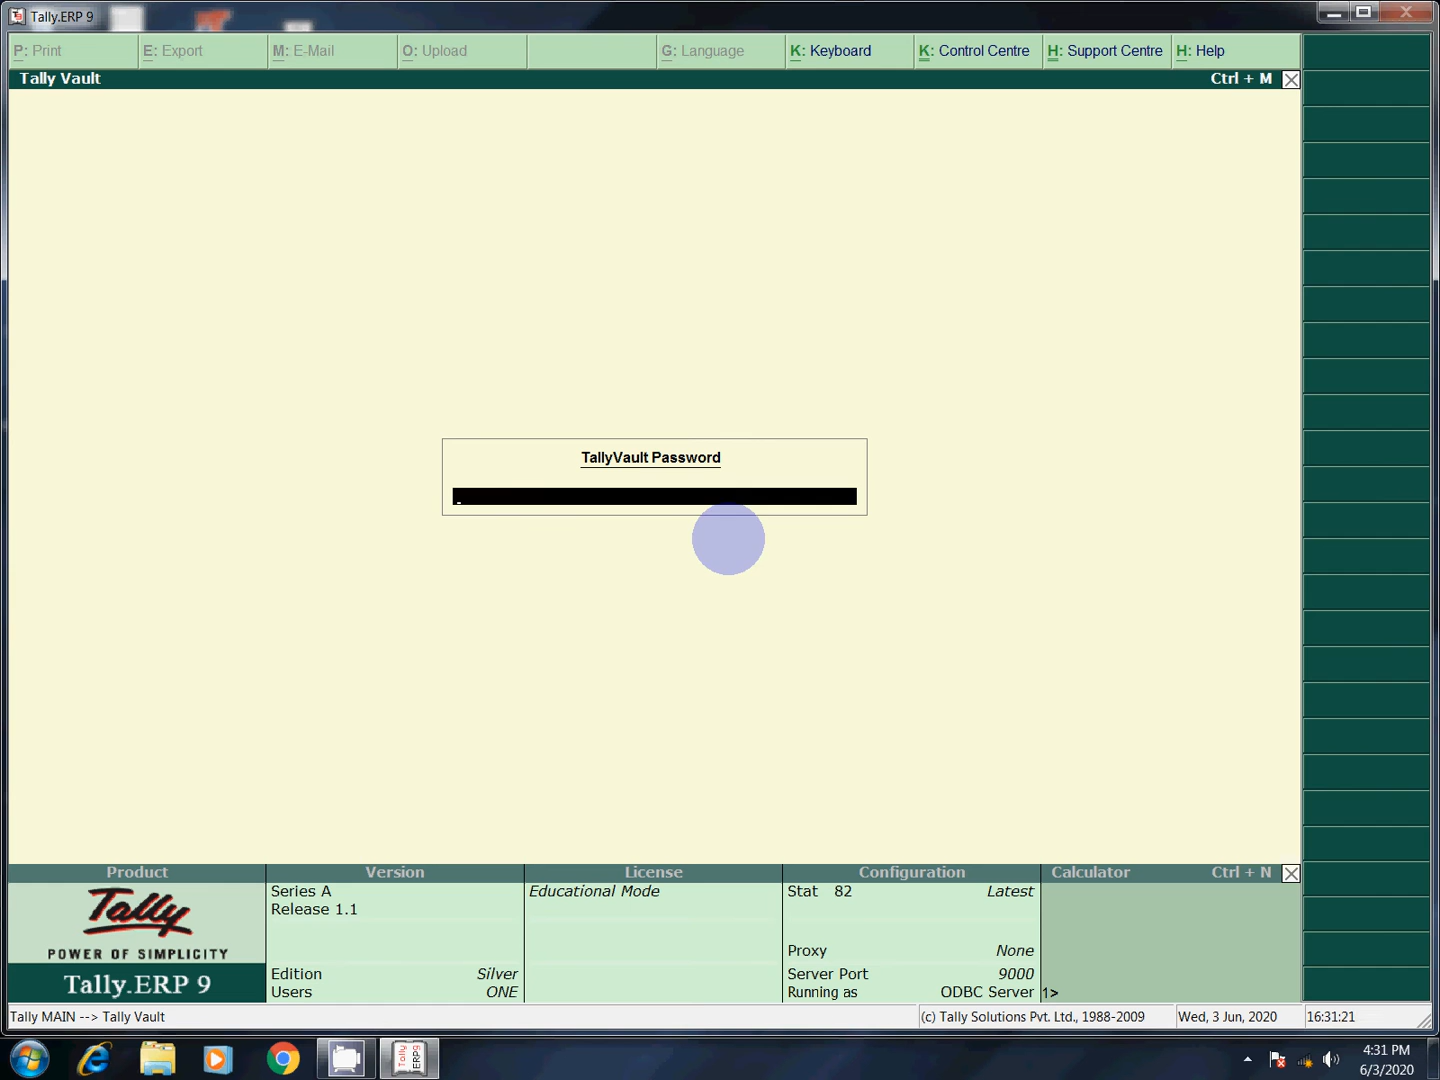 Tally.ERP 9
P: Print E: Export M: E-Mail O: Upload G: Language K: Keyboard K: Control Centre H: Support Centre H: Help
Tally Vault Ctrl + M
TallyVault Password
Product Version License Configuration Calculator Ctrl + N
Tally
POWER OF SIMPLICITY
Tally.ERP 9
Series A
Release 1.1
Edition Silver
Users ONE
Educational Mode
Stat 82 Latest
Proxy None
Server Port 9000
Running as ODBC Server
1>
Tally MAIN --> Tally Vault (c) Tally Solutions Pvt. Ltd., 1988-2009 Wed, 3 Jun, 2020 16:31:21
Tally ERP9
4:31 PM
6/3/2020